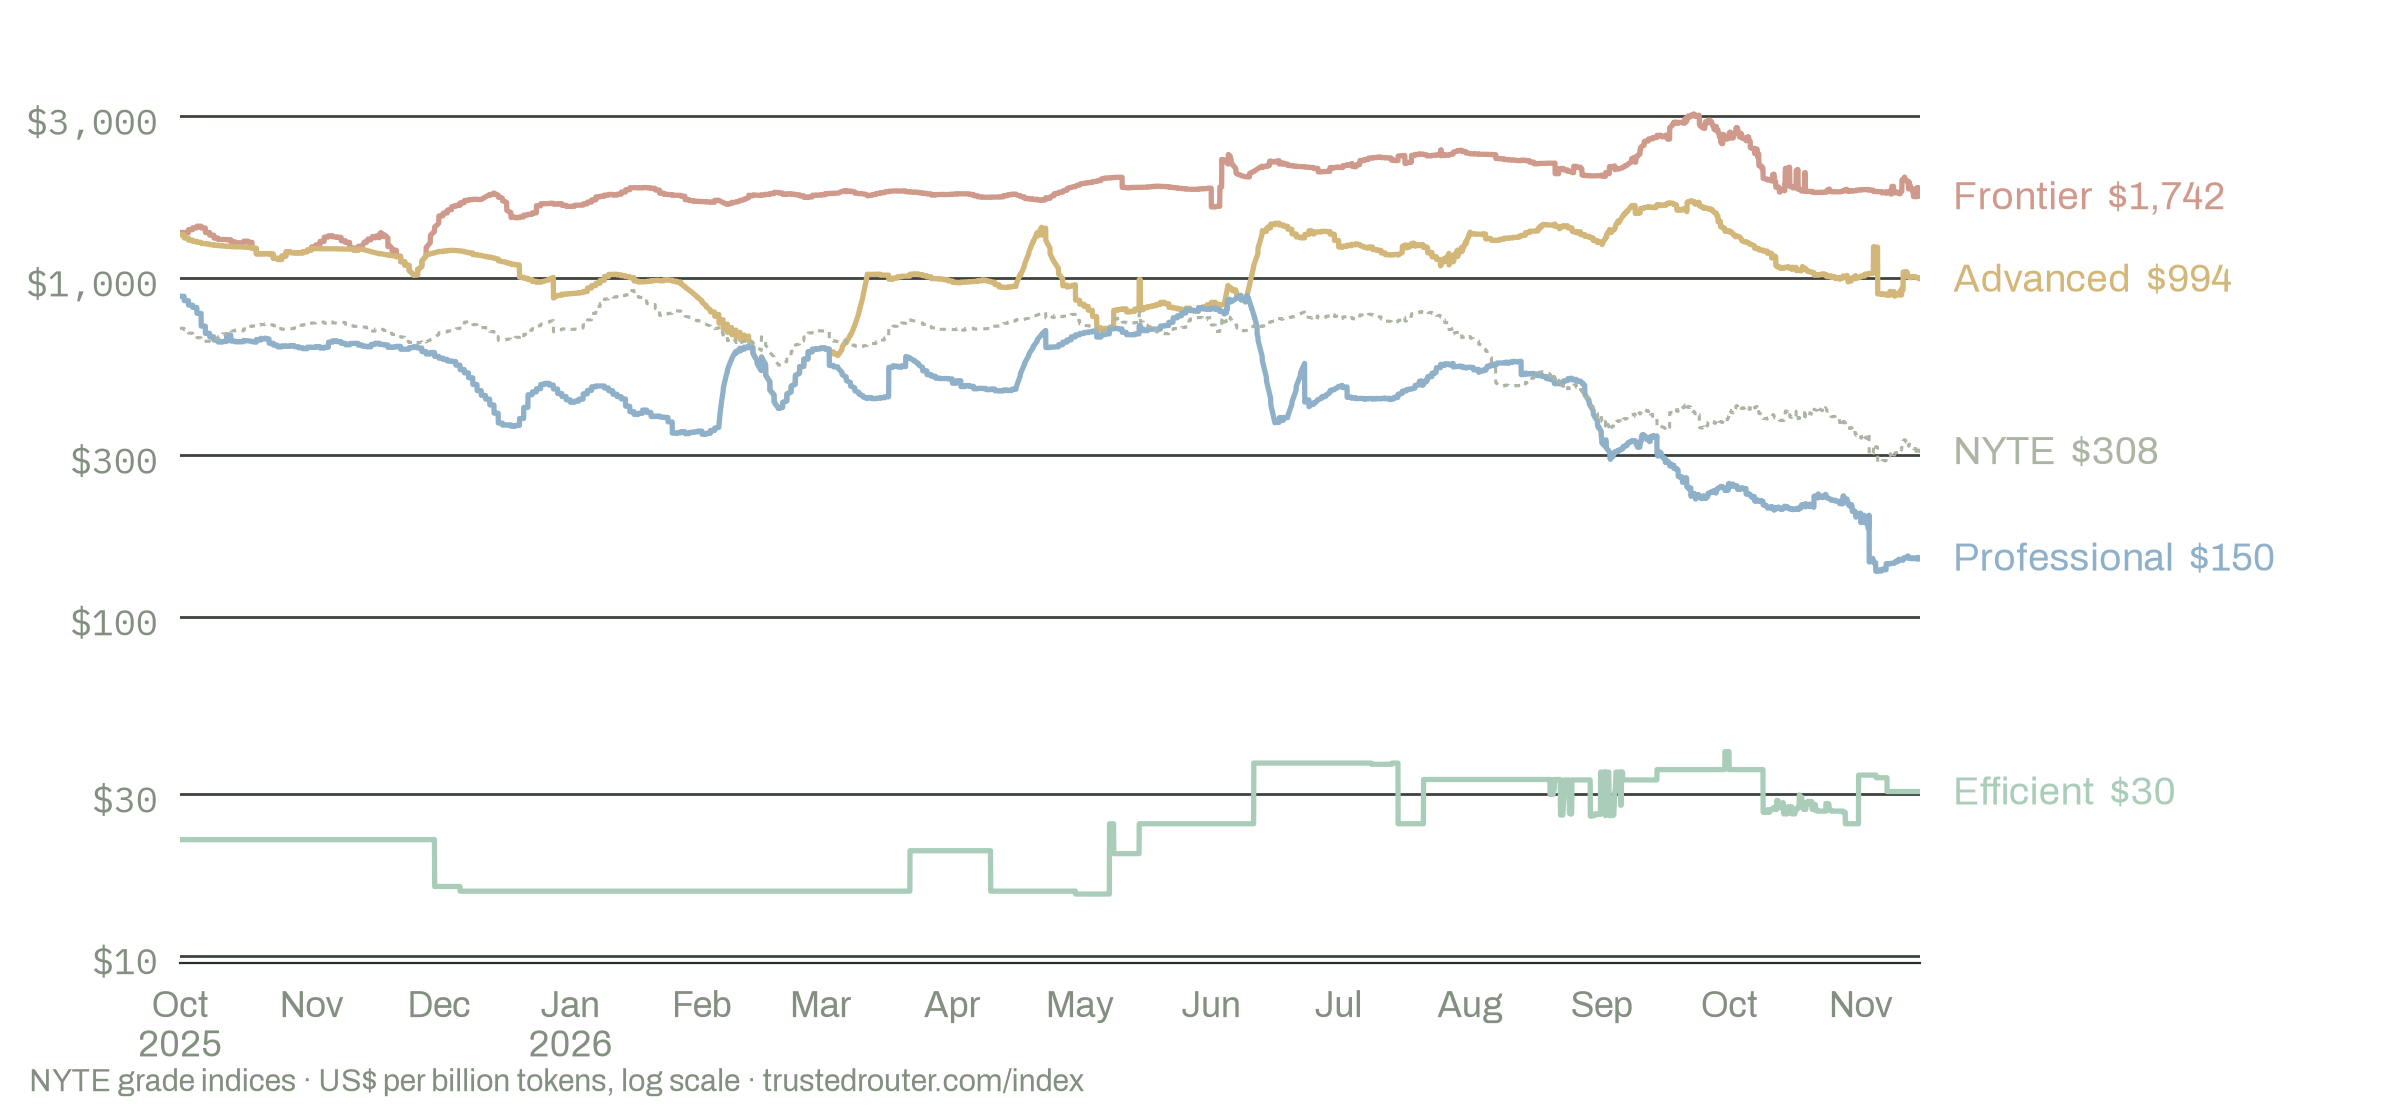 $3,000
Frontier $1,742
$1,000
Advanced $994
$300
NYTE $308
Professional $150
$100
$30
Efficient $30
$10
Oct Nov Dec Jan Feb Mar Apr May Jun Jul Aug Sep Oct Nov
2025 2026
NYTE grade indices · US$ per billion tokens, log scale · trustedrouter.com/index